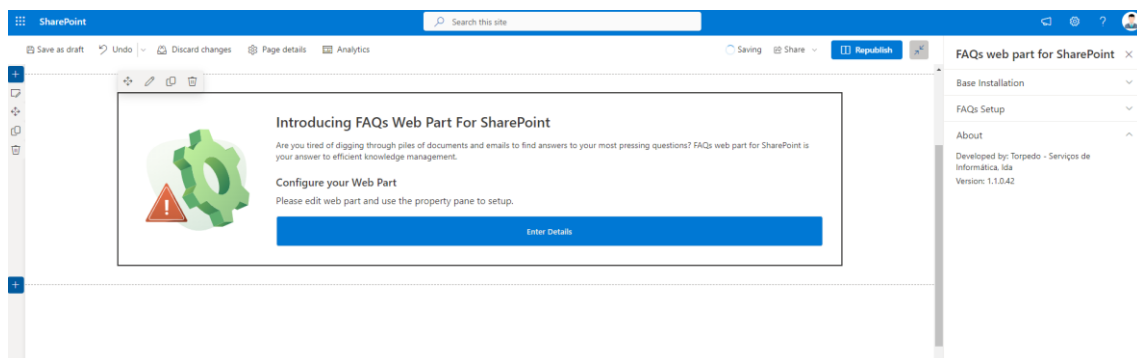 SharePoint
Search this site
?
Save as draft Undo Discard changes Page details Analytics
Saving Share Republish
FAQs web part for SharePoint
Base Installation
FAQs Setup
About
Developed by: Torpedo - Serviços de
Informática, lda
Version: 1.1.0.42
Introducing FAQs Web Part For SharePoint
Are you tired of digging through piles of documents and emails to find answers to your most pressing questions? FAQs web part for SharePoint is
your answer to efficient knowledge management.
Configure your Web Part
Please edit web part and use the property pane to setup.
Enter Details